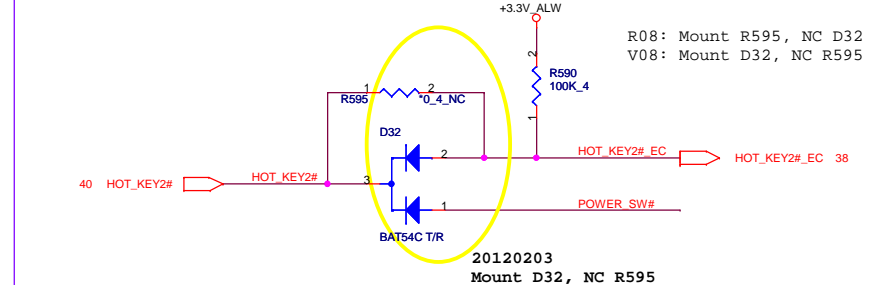 +3.3V_ALW
R08: Mount R595, NC D32
V08: Mount D32, NC R595
2
R590
100K_4
1
1
2
R595
*0_4_NC
D32
2
HOT_KEY2#_EC
HOT_KEY2#_EC 38
40 HOT_KEY2#
HOT_KEY2#
3
1
POWER_SW#
BAT54C T/R
20120203
Mount D32, NC R595